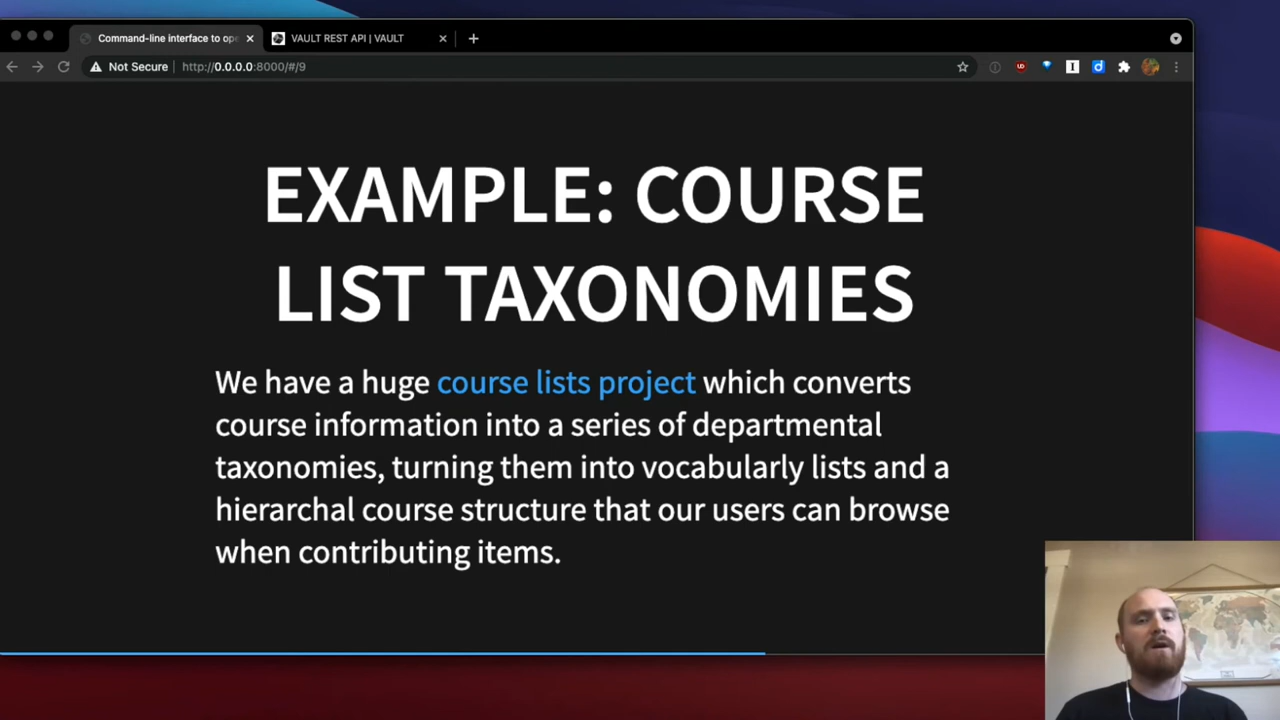 Command-line interface to ope
VAULT REST API | VAULT
Not Secure
http://0.0.0.0:8000/#/9
EXAMPLE: COURSE
LIST TAXONOMIES
We have a huge course lists project which converts
course information into a series of departmental
taxonomies, turning them into vocabularly lists and a
hierarchal course structure that our users can browse
when contributing items.